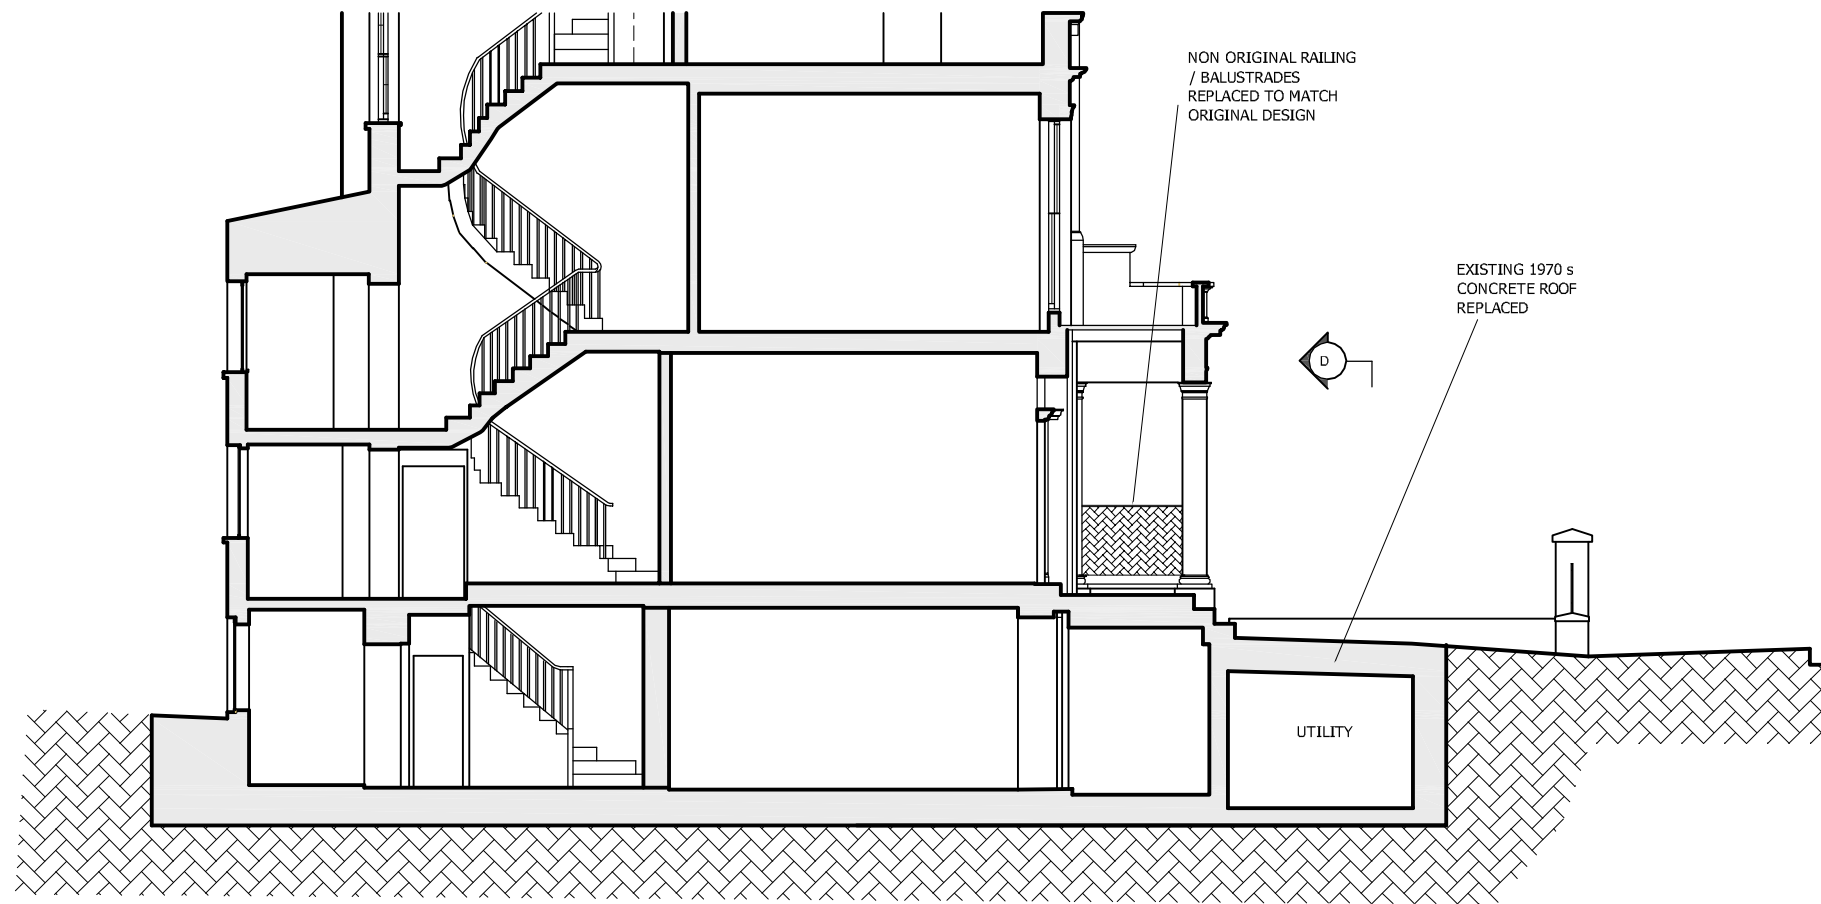 NON ORIGINAL RAILING
/ BALUSTRADES
REPLACED TO MATCH
ORIGINAL DESIGN
EXISTING 1970 s
CONCRETE ROOF
REPLACED
D
UTILITY